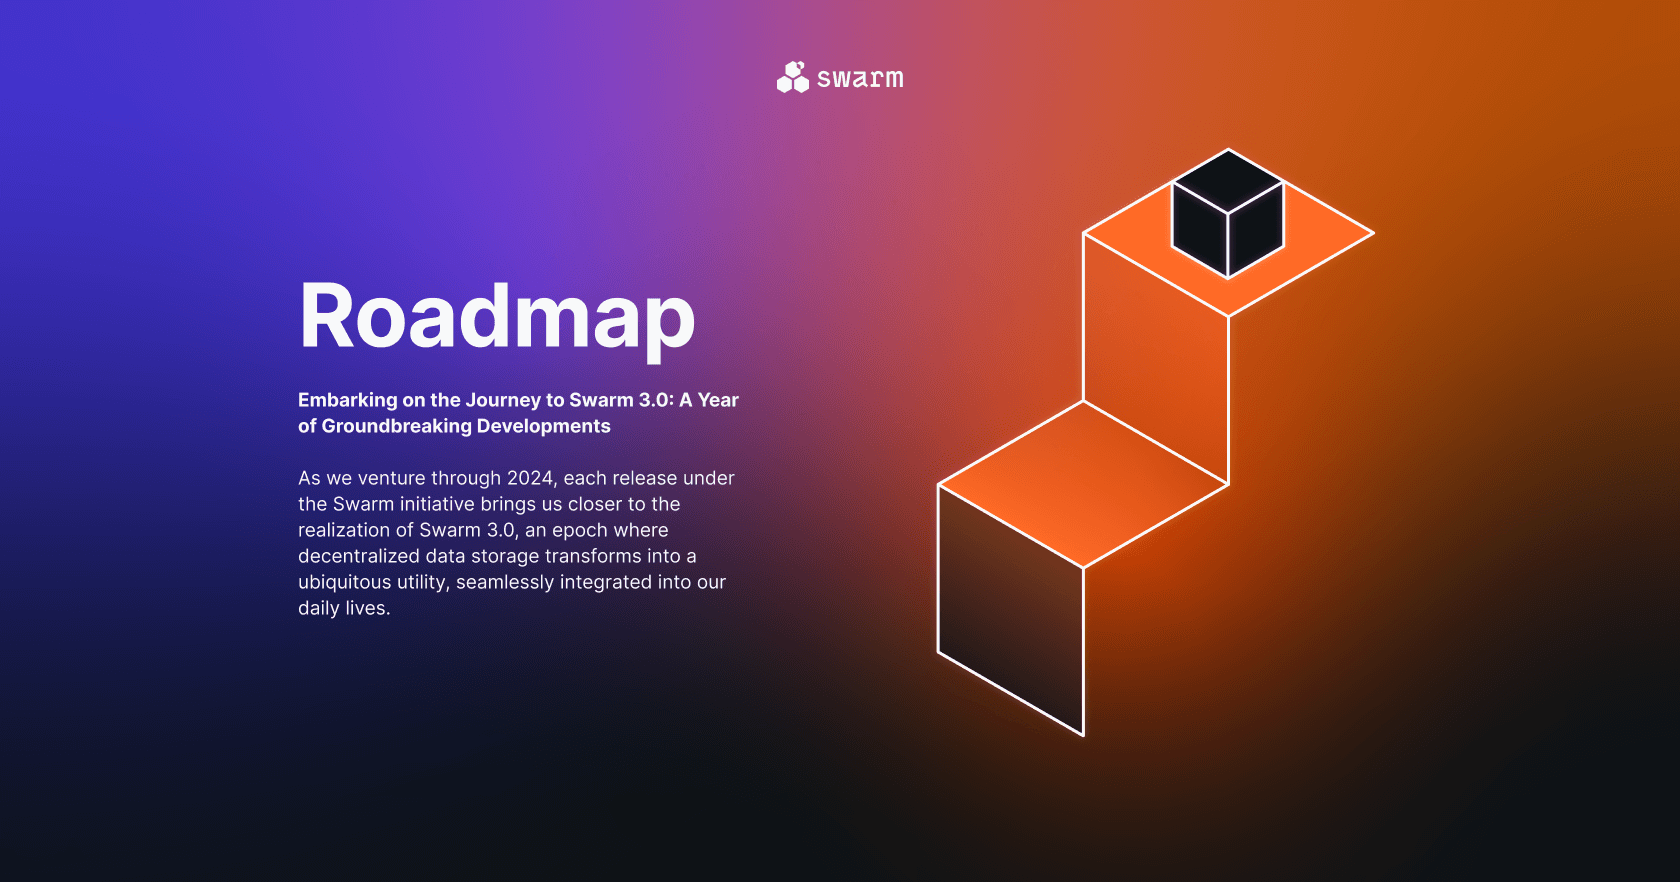 swarm
Roadmap
Embarking on the Journey to Swarm 3.0: A Year
of Groundbreaking Developments
As we venture through 2024, each release under
the Swarm initiative brings us closer to the
realization of Swarm 3.0, an epoch where
decentralized data storage transforms into a
ubiquitous utility, seamlessly integrated into our
daily lives.